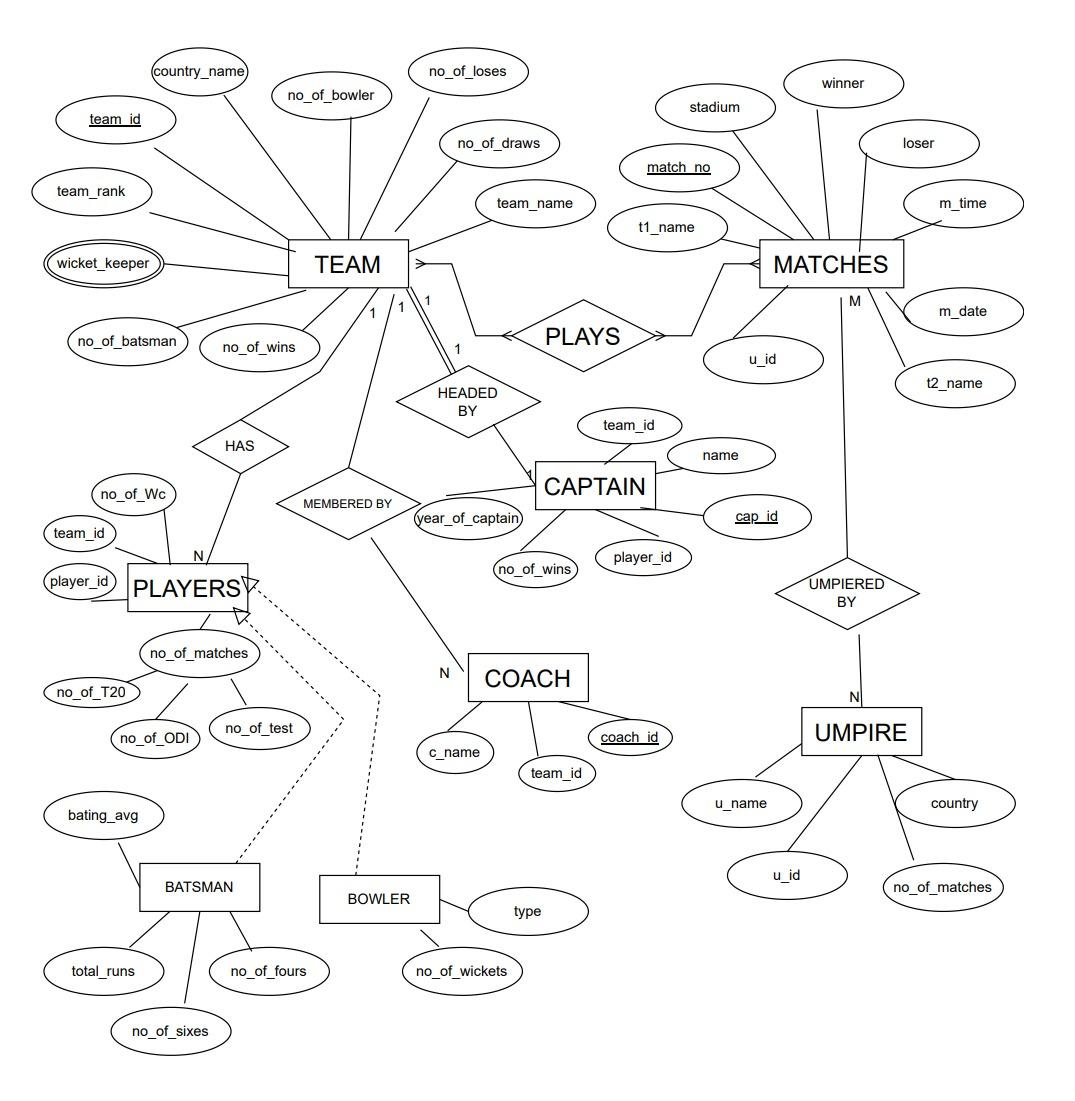 country_name
no_of_loses
no_of_bowler
team_id
no_of_draws
team_rank
team_name
wicket_keeper
TEAM
no_of_batsman
no_of_wins
winner
stadium
loser
match_no
m_time
t1_name
MATCHES
m_date
u_id
t2_name
M
PLAYS
1
1
1
1
HEADED
BY
HAS
MEMBERED BY
team_id
name
1
CAPTAIN
year_of_captain
cap_id
no_of_wins
player_id
no_of_Wc
team_id
player_id
N
PLAYERS
no_of_matches
no_of_T20
no_of_ODI
no_of_test
UMPIERED
BY
N
COACH
c_name
team_id
coach_id
N
UMPIRE
u_name
country
u_id
no_of_matches
bating_avg
BATSMAN
total_runs
no_of_fours
no_of_sixes
BOWLER
type
no_of_wickets